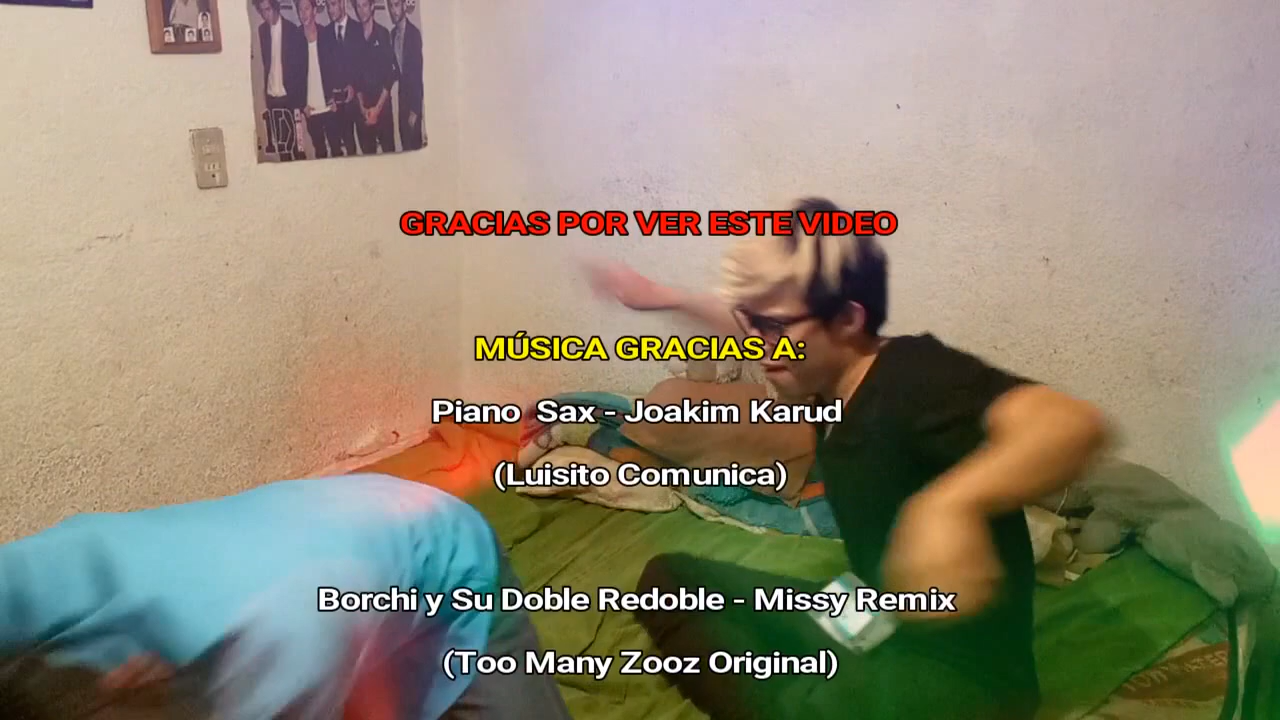 1D
GRACIAS POR VER ESTE VIDEO
MÚSICA GRACIAS A:
Piano Sax - Joakim Karud
(Luisito Comunica)
Borchi y Su Doble Redoble - Missy Remix
(Too Many Zooz Original)